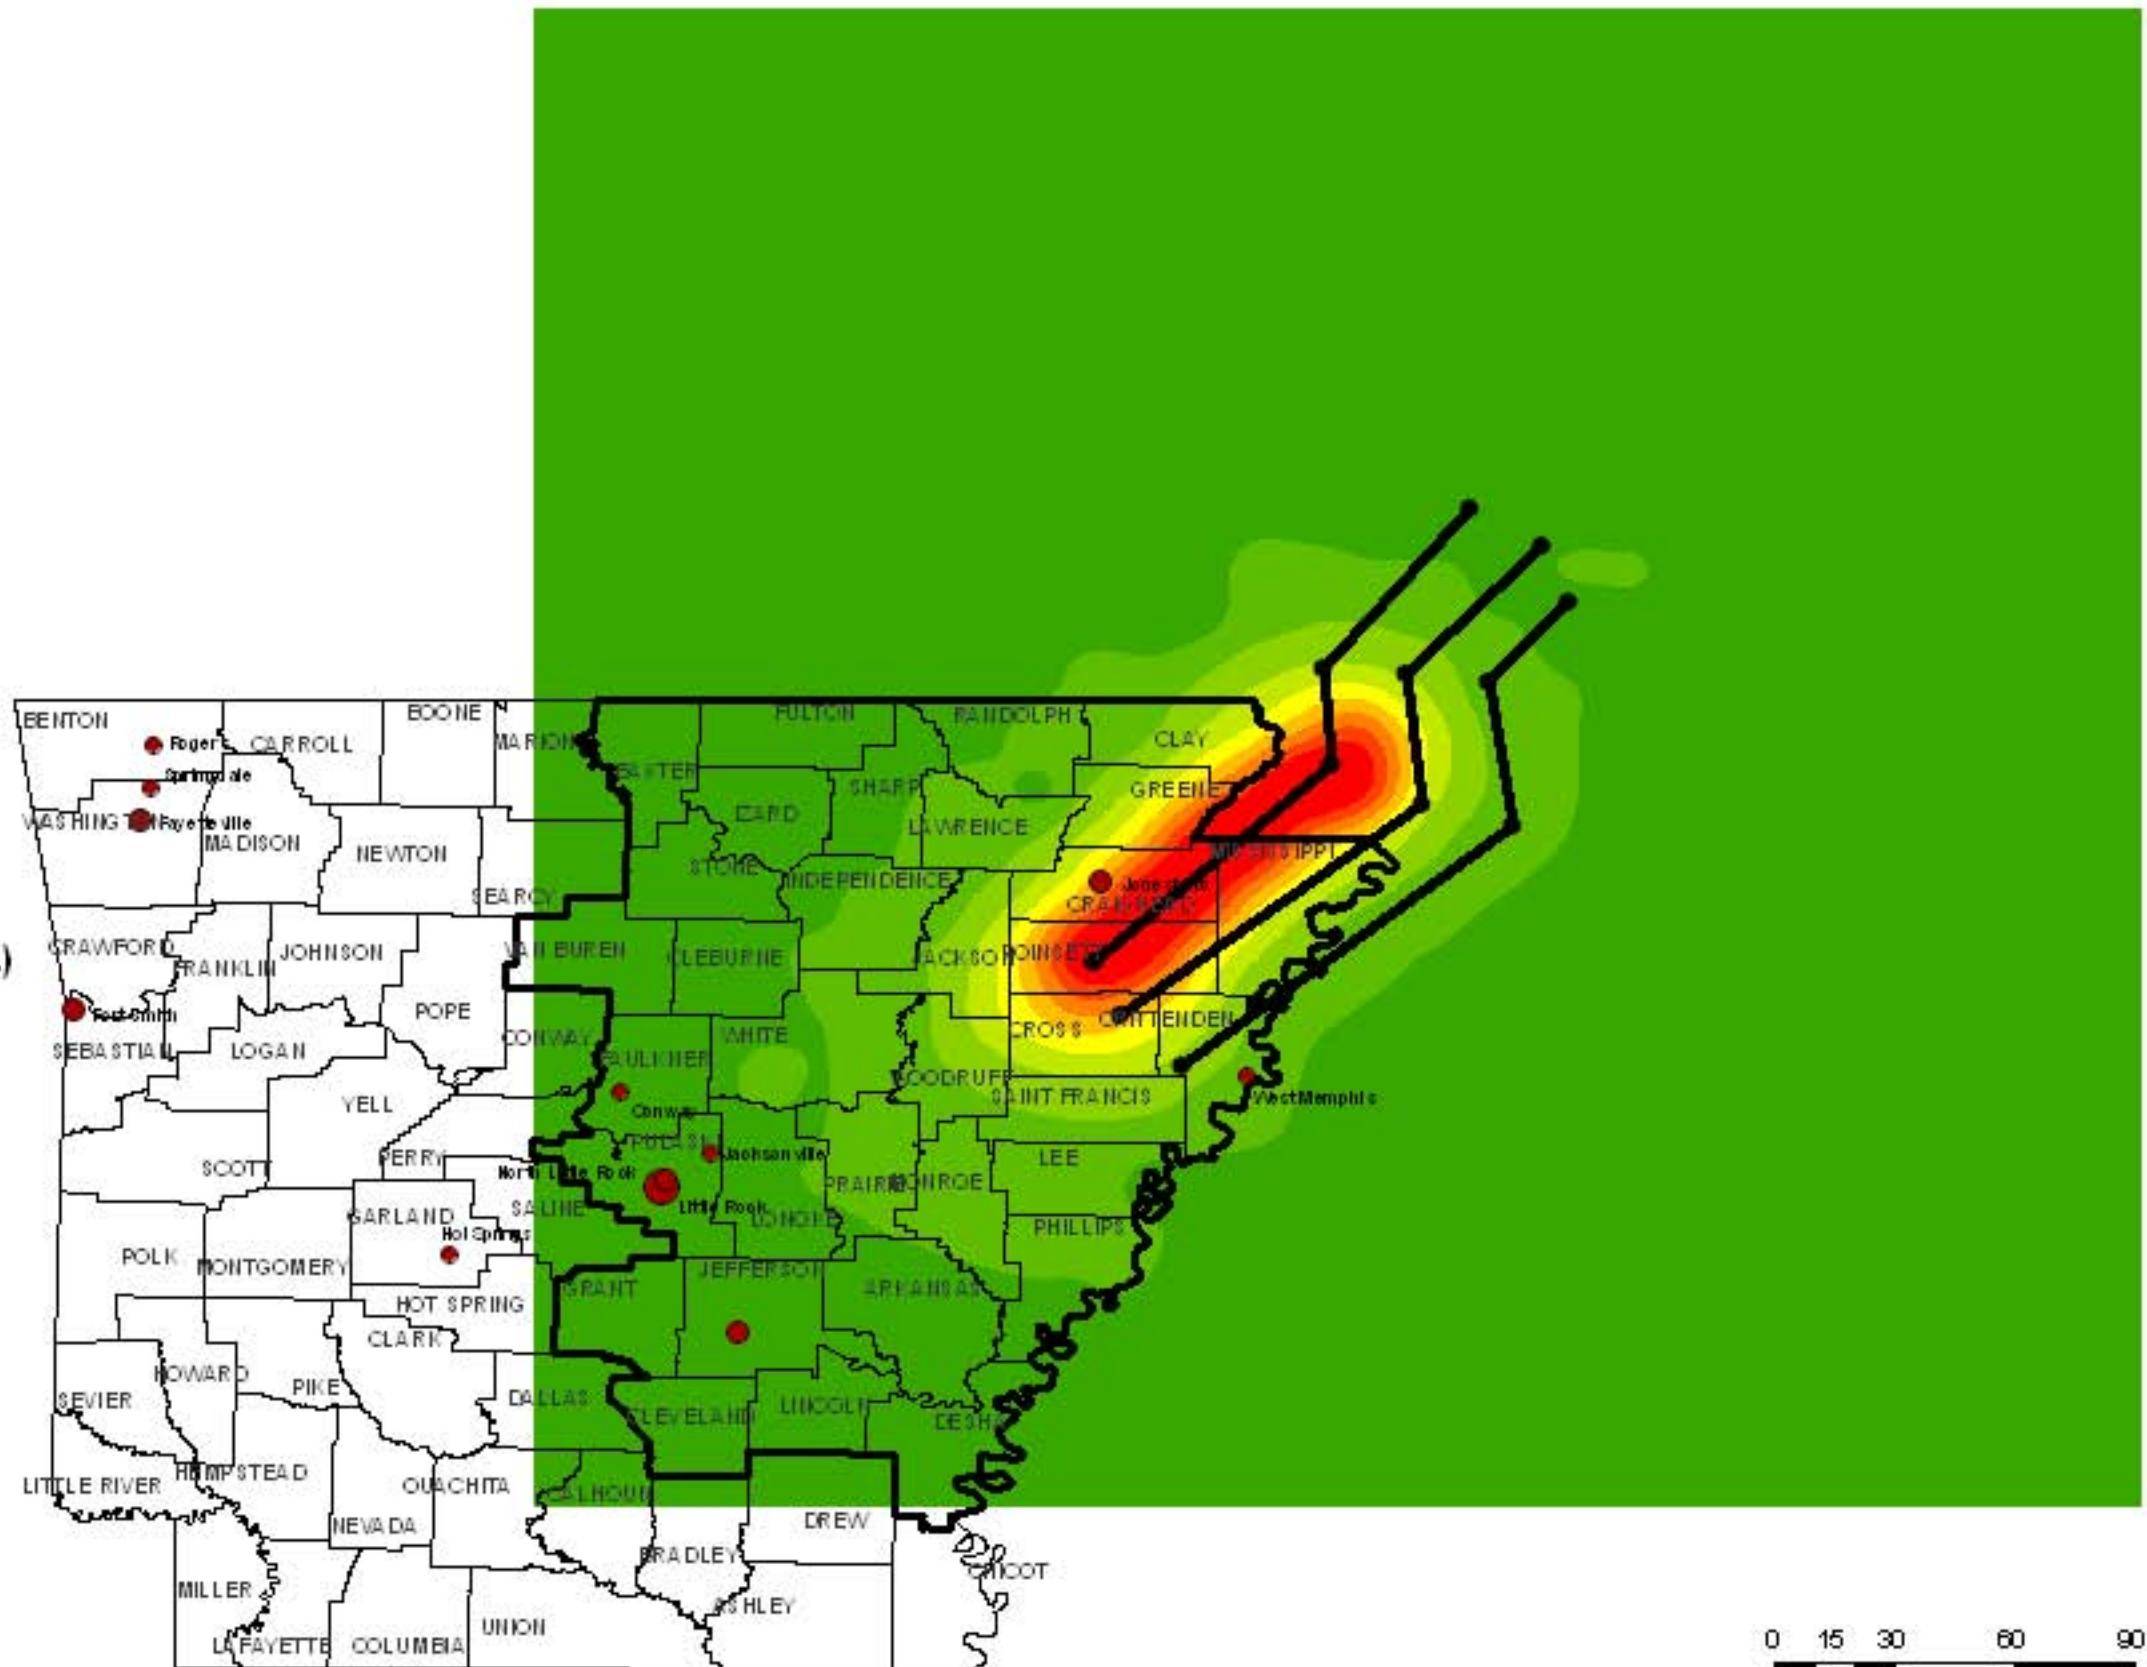 BENTON
BOONE
FULTON
RANDOLPH
Rogers
CARROLL
MARION
CLAY
Springdale
BAXTER
SHARP
GREENE
WASHINGTON
Fayetteville
IZARD
LAWRENCE
MADISON
NEWTON
MISSISSIPPI
STONE
INDEPENDENCE
Jonesboro
SEARCY
CRAIGHEAD
CRAWFORD
JOHNSON
VAN BUREN
CLEBURNE
JACKSON
POINSETT
)
FRANKLIN
Fort Smith
POPE
CRITTENDEN
CONWAY
WHITE
CROSS
SEBASTIAN
LOGAN
FAULKNER
WOODRUFF
YELL
SAINT FRANCIS
West Memphis
Conway
PULASKI
Jacksonville
SCOTT
PERRY
North Little Rock
LEE
PRAIRIE
MONROE
GARLAND
SALINE
Little Rock
LONOKE
Hot Springs
PHILLIPS
POLK
MONTGOMERY
JEFFERSON
GRANT
ARKANSAS
HOT SPRING
CLARK
HOWARD
PIKE
SEVIER
DALLAS
CLEVELAND
LINCOLN
DESHA
HEMPSTEAD
LITTLE RIVER
OUACHITA
CALHOUN
NEVADA
DREW
BRADLEY
CHICOT
MILLER
ASHLEY
UNION
LAFAYETTE
COLUMBIA
0 15 30 60 90